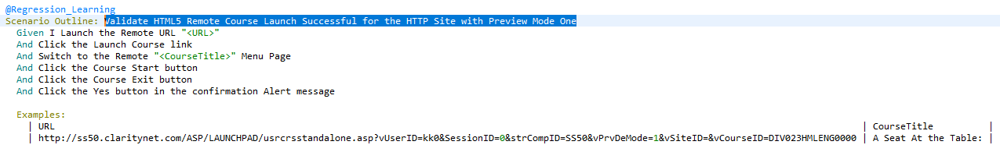 @Regression_Learning
Scenario Outline: Validate HTML5 Remote Course Launch Successful for the HTTP Site with Preview Mode One
Given I Launch the Remote URL "<URL>"
And Click the Launch Course link
And Switch to the Remote "<CourseTitle>" Menu Page
And Click the Course Start button
And Click the Course Exit button
And Click the Yes button in the confirmation Alert message
Examples:
| URL | CourseTitle |
| http://ss50.claritynet.com/ASP/LAUNCHPAD/usrcrsstandalone.asp?vUserID=kk0&SessionID=0&strCompID=SS50&vPrvDeMode=1&vSiteID=&vCourseID=DIV023HMLENG0000 | A Seat At the Table: |